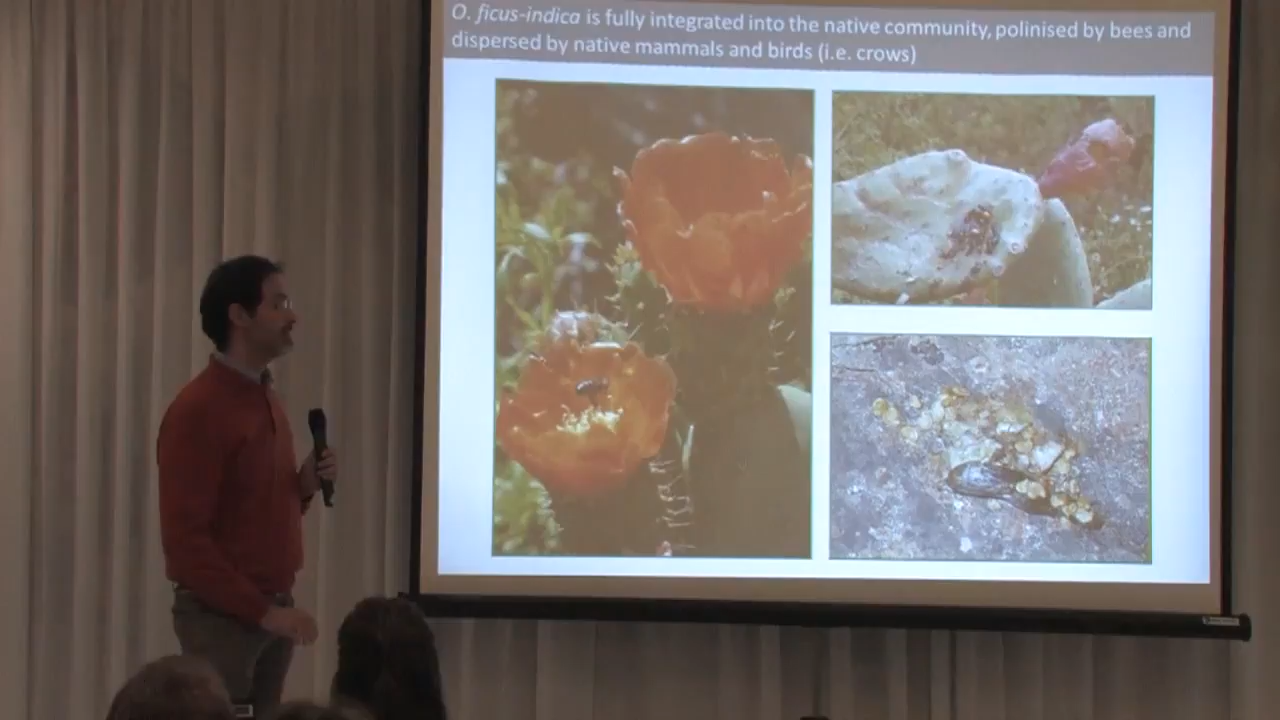 O. ficus-indica is fully integrated into the native community, polinised by bees and
dispersed by native mammals and birds (i.e. crows)